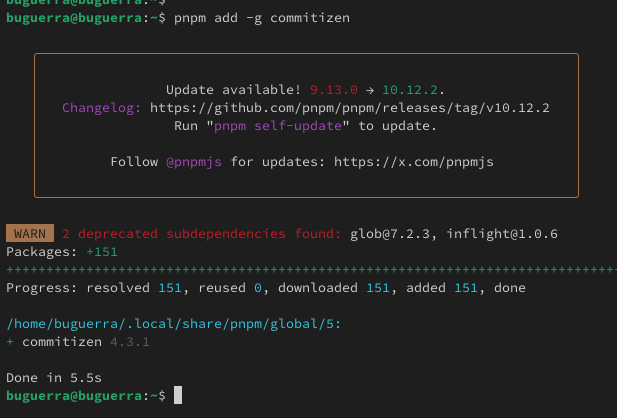 buguerra@buguerra:~$
buguerra@buguerra:~$ pnpm add -g commitizen
Update available! 9.13.0 → 10.12.2.
Changelog: https://github.com/pnpm/pnpm/releases/tag/v10.12.2
Run "pnpm self-update" to update.
Follow @pnpmjs for updates: https://x.com/pnpmjs
WARN 2 deprecated subdependencies found: glob@7.2.3, inflight@1.0.6
Packages: +151
++++++++++++++++++++++++++++++++++++++++++++++++++++++++++++++++++++++++++++
Progress: resolved 151, reused 0, downloaded 151, added 151, done
/home/buguerra/.local/share/pnpm/global/5:
+ commitizen 4.3.1
Done in 5.5s
buguerra@buguerra:~$